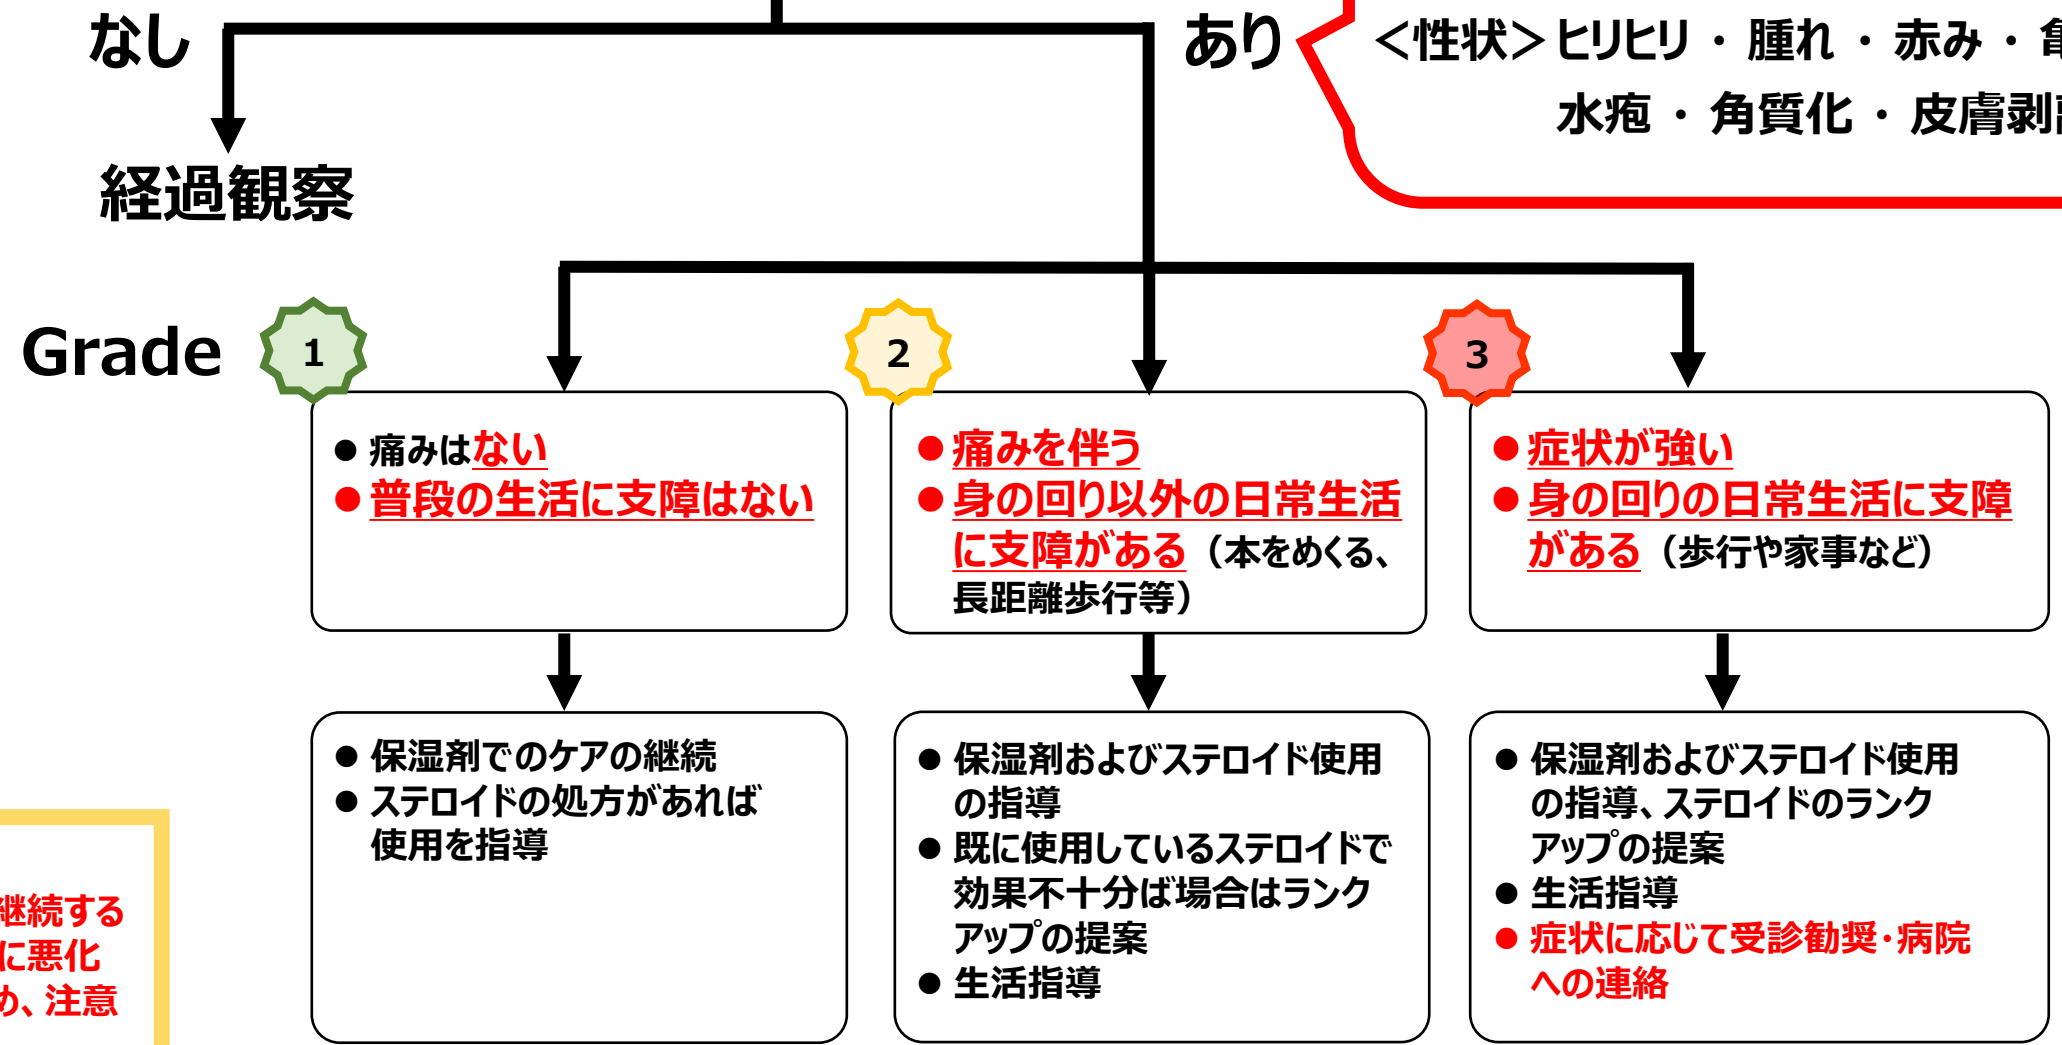 なし
あり
＜性状＞ヒリヒリ ・ 腫れ ・ 赤み ・
水疱 ・ 角質化 ・ 皮膚剥
経過観察
Grade
1
2
3
● 痛みはない
● 普段の生活に支障はない
● 痛みを伴う
● 身の回り以外の日常生活
に支障がある（本をめくる、
長距離歩行等）
● 症状が強い
● 身の回りの日常生活に支障
がある（歩行や家事など）
● 保湿剤でのケアの継続
● ステロイドの処方があれば
使用を指導
● 保湿剤およびステロイド使用
の指導
● 既に使用しているステロイドで
効果不十分ば場合はランク
アップの提案
● 生活指導
● 保湿剤およびステロイド使用
の指導、ステロイドのランク
アップの提案
● 生活指導
● 症状に応じて受診勧奨・病院
への連絡
継続する
に悪化
め、注意